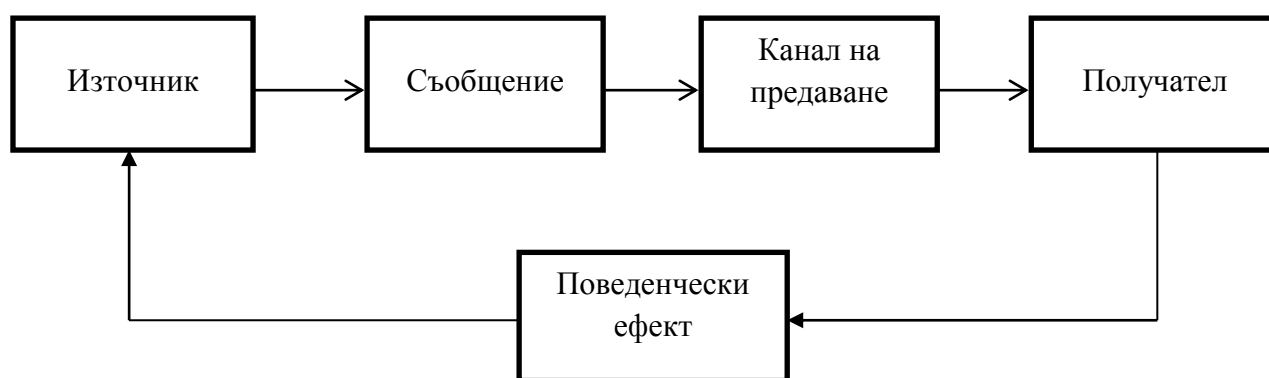 Източник
Съобщение
Канал на
предаване
Получател
Поведенчески
ефект